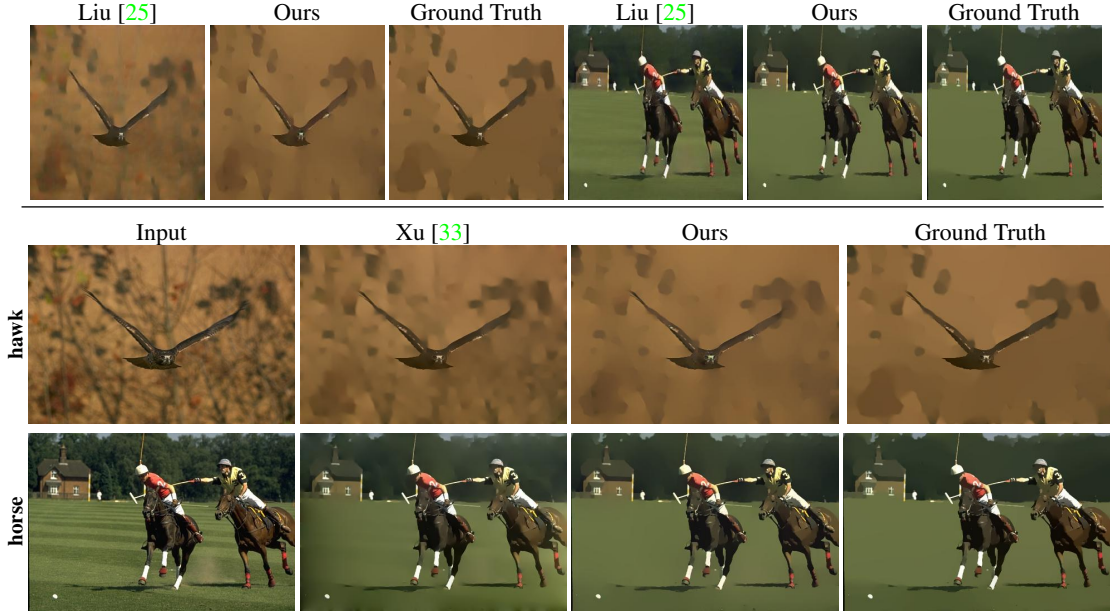 Liu [25] Ours Ground Truth Liu [25] Ours Ground Truth
Input Xu [33] Ours Ground Truth
hawk
horse